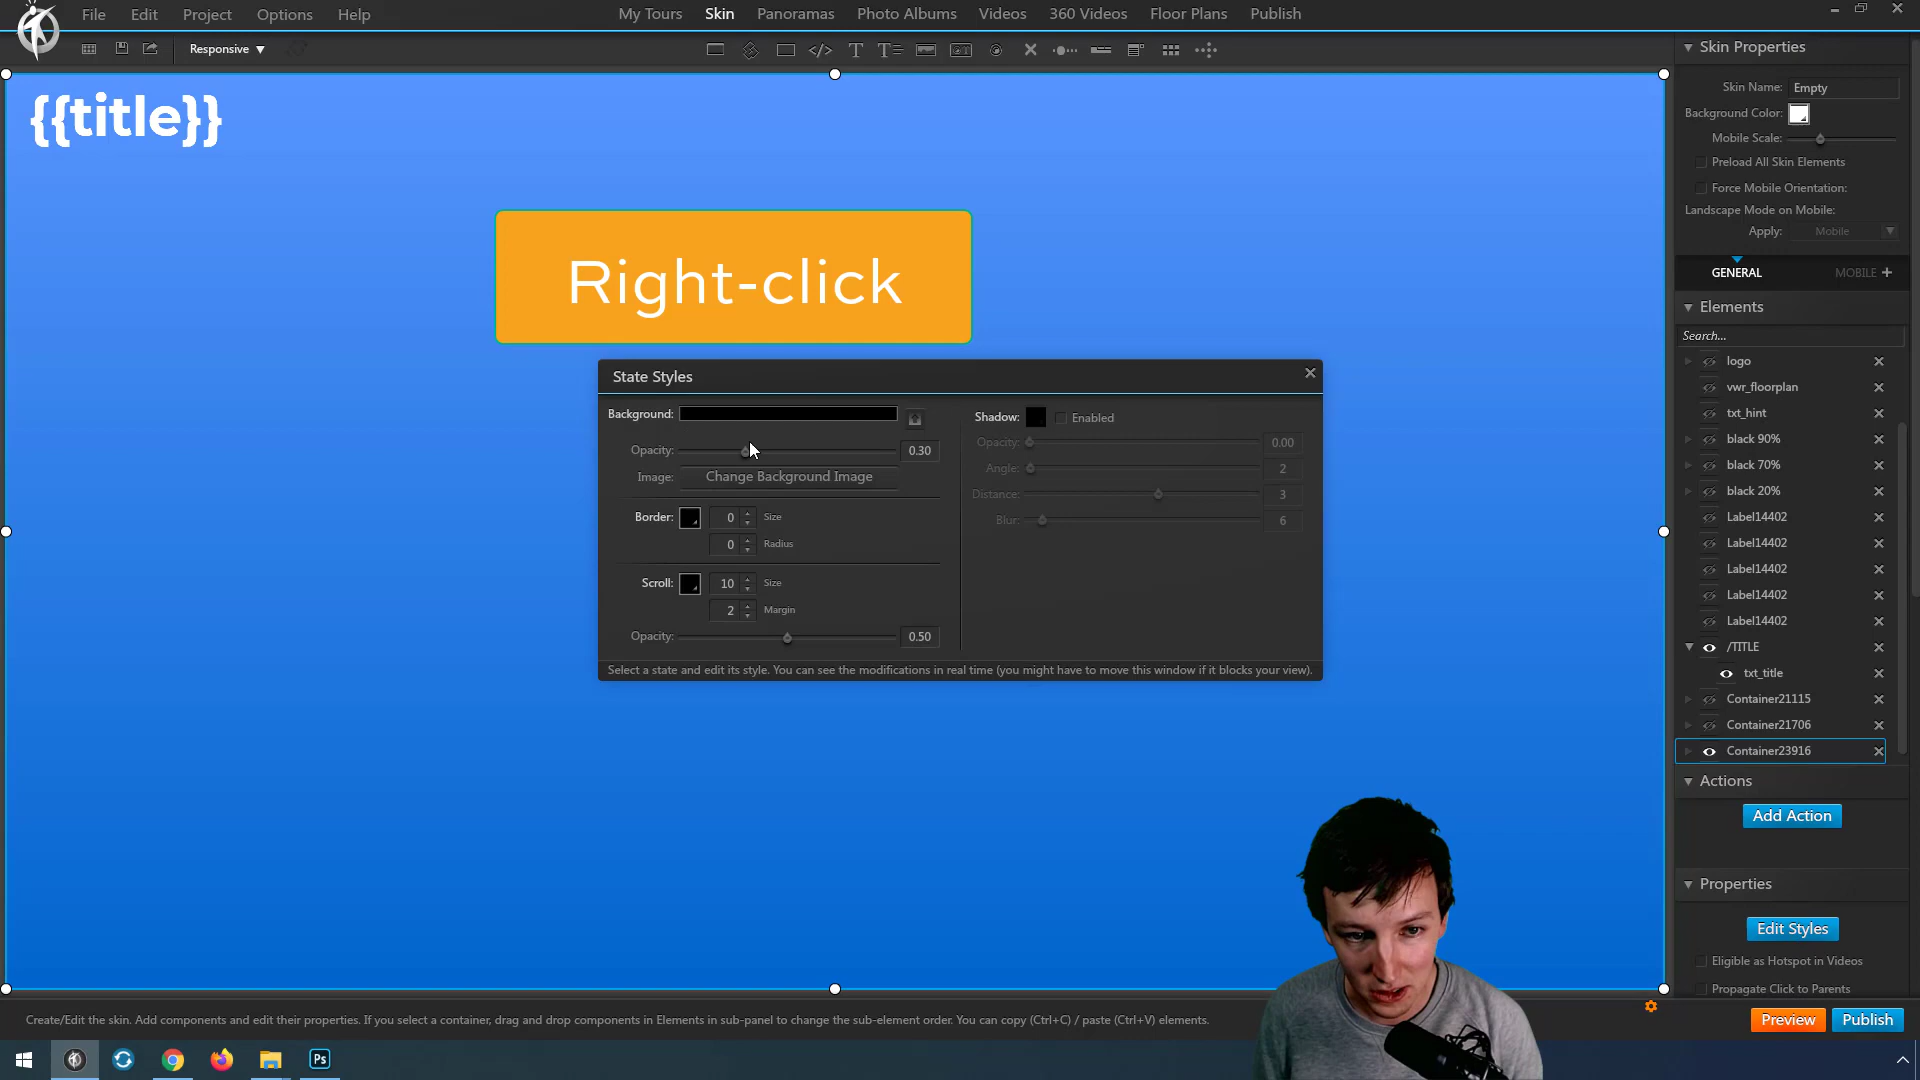 File Edit Project Options Help
My Tours Skin Panoramas Photo Albums Videos 360 Videos Floor Plans Publish
Responsive
Skin Properties
Skin Name: Empty
Background Color:
Mobile Scale:
Preload All Skin Elements
Force Mobile Orientation:
Landscape Mode on Mobile:
Apply: Mobile
GENERAL MOBILE +
Elements
Search...
logo
vwr_floorplan
txt_hint
black 90%
black 70%
black 20%
Label14402
Label14402
Label14402
Label14402
Label14402
/TITLE
txt_title
Container21115
Container21706
Container23916
Actions
Add Action
Properties
Edit Styles
Eligible as Hotspot in Videos
Propagate Click to Parents
{{title}}
Right-click
State Styles
Background:
Opacity: 0.30
Image: Change Background Image
Border: 0 Size
0 Radius
Scroll: 10 Size
2 Margin
Opacity: 0.50
Shadow: Enabled
Opacity: 0.00
Angle: 2
Distance: 3
Blur: 6
Select a state and edit its style. You can see the modifications in real time (you might have to move this window if it blocks your view).
Create/Edit the skin. Add components and edit their properties. If you select a container, drag and drop components in Elements in sub-panel to change the sub-element order. You can copy (Ctrl+C) / paste (Ctrl+V) elements.
Preview Publish
Ps